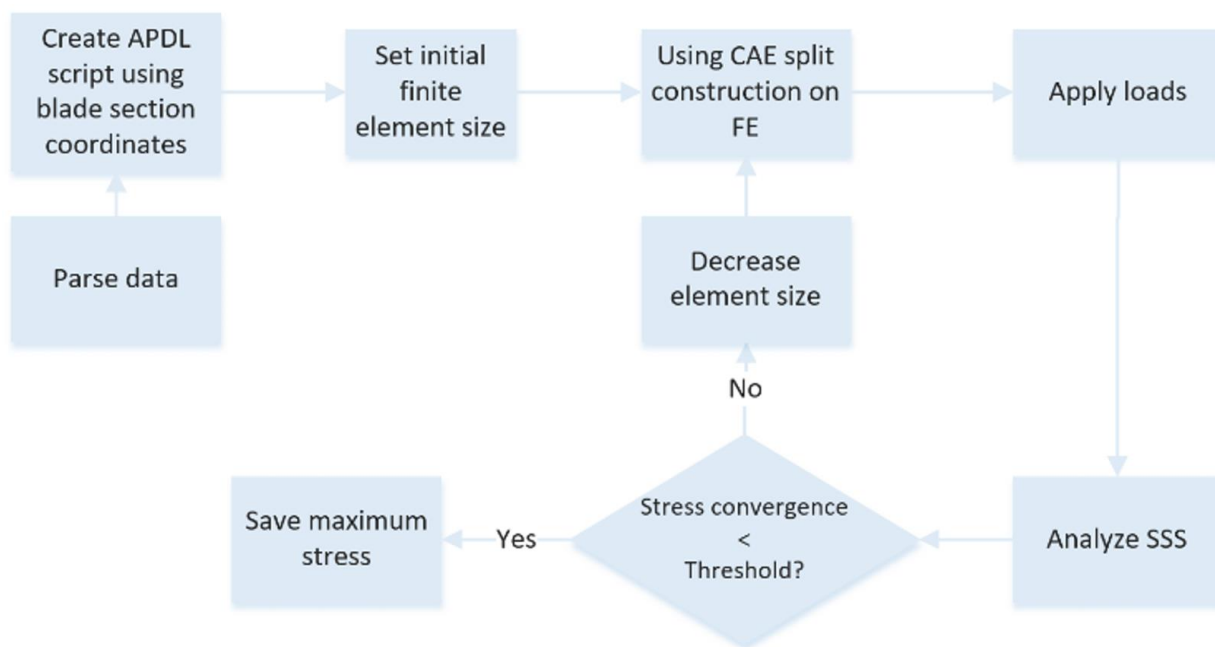 Create APDL
script using
blade section
coordinates
Set initial
finite
element size
Using CAE split
construction on
FE
Apply loads
Parse data
Decrease
element size
No
Save maximum
stress
Yes
Stress convergence
<
Threshold?
Analyze SSS